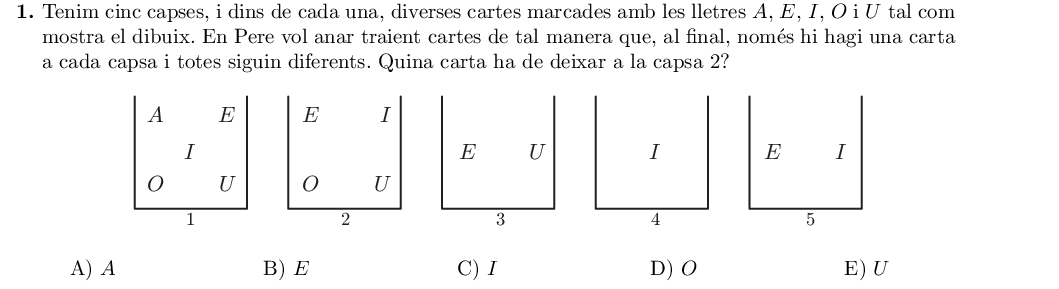 1. Tenim cinc capses, i dins de cada una, diverses cartes marcades amb les lletres A, E, I, O i U tal com
mostra el dibuix. En Pere vol anar traient cartes de tal manera que, al final, només hi hagi una carta
a cada capsa i totes siguin diferents. Quina carta ha de deixar a la capsa 2?
A E E I
I E U I E I
O U O U
1 2 3 4 5
A) A B) E C) I D) O E) U